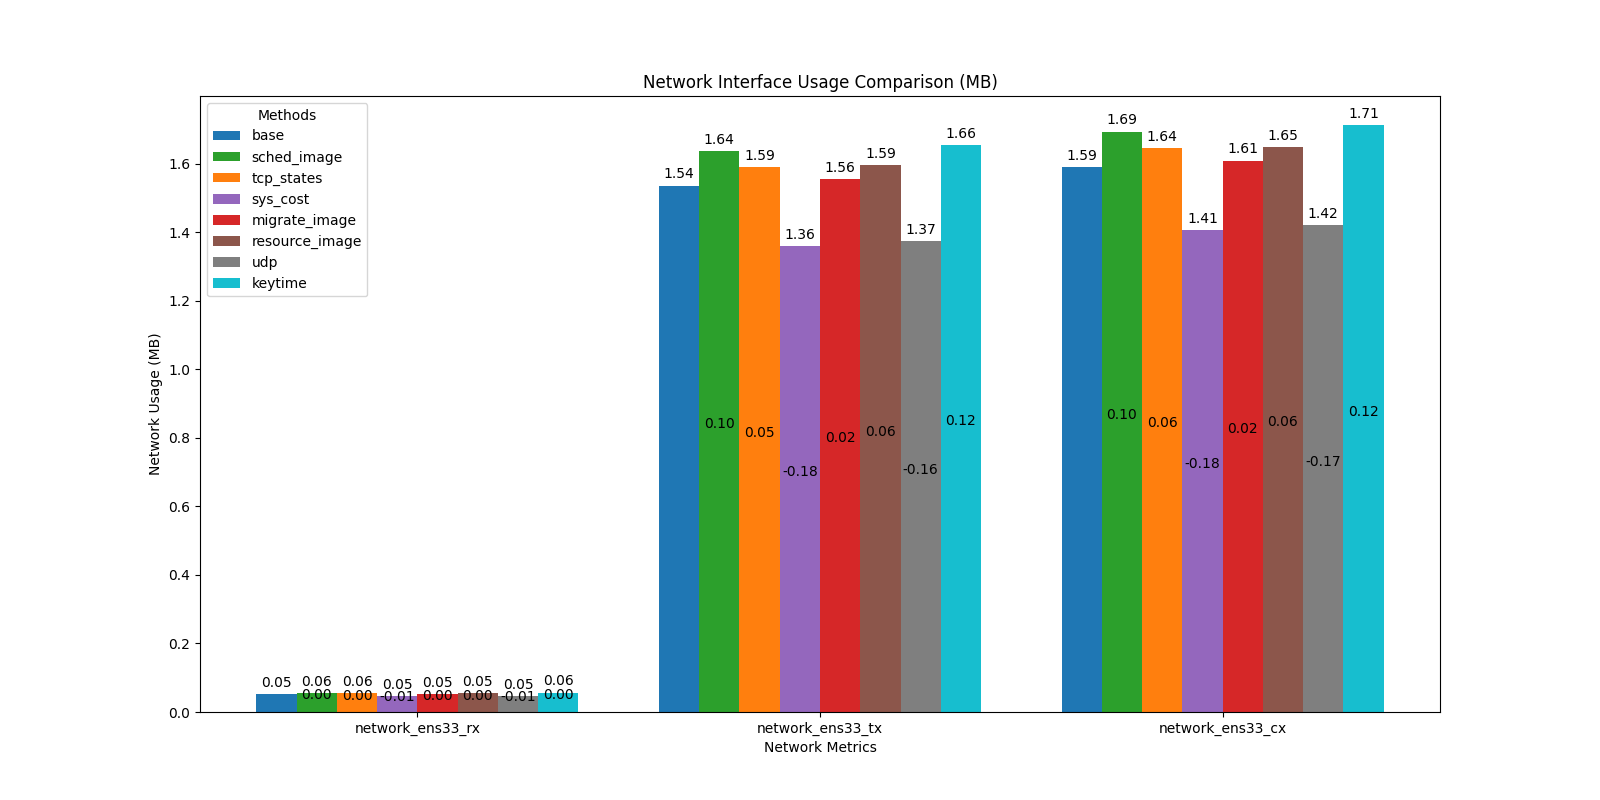 Network Interface Usage Comparison (MB)
Methods
base
sched_image
tcp_states
sys_cost
migrate_image
resource_image
udp
keytime
Network Usage (MB)
1.6
1.4
1.2
1.0
0.8
0.6
0.4
0.2
0.0
0.05 0.06 0.06 0.05 0.05 0.05 0.05 0.06
0.00 0.00 -0.01 0.00 0.00 -0.01 0.00
1.54 1.64 1.59 1.36 1.56 1.59 1.37 1.66
0.10 0.05 -0.18 0.02 0.06 -0.16 0.12
1.59 1.69 1.64 1.41 1.61 1.65 1.42 1.71
0.10 0.06 -0.18 0.02 0.06 -0.17 0.12
network_ens33_rx network_ens33_tx network_ens33_cx
Network Metrics